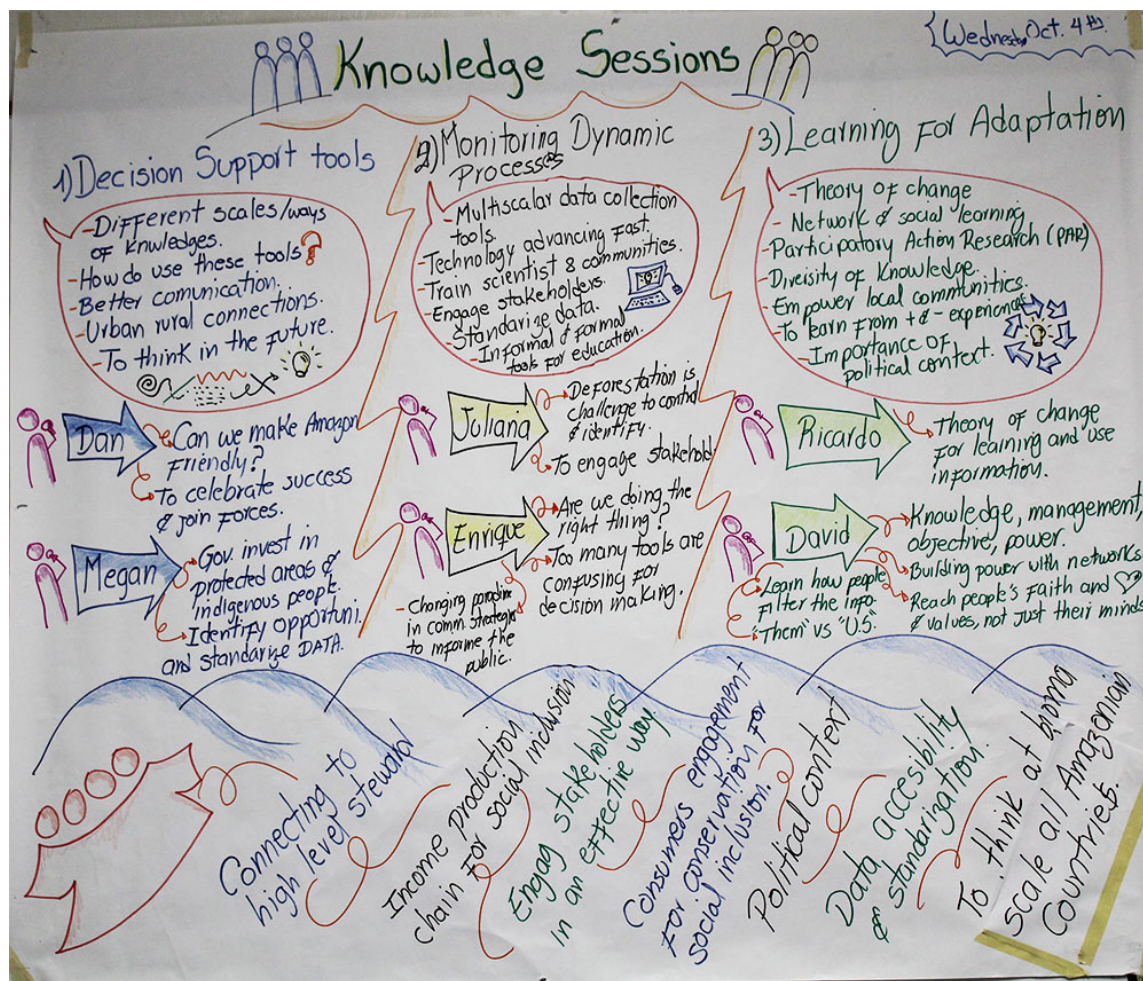 Knowledge Sessions
Wednesday Oct. 4th.
1) Decision Support tools
- Different scales/ways
of knowledges.
- How do use these tools?
- Better comunication.
- Urban rural connections.
- To think in the future.
Dan
Can we make Amazon
Friendly?
To celebrate success
& join forces.
Megan
Gov. invest in
protected areas &
indigenous people.
Identify opportuni.
and standarize DATA.
2) Monitoring Dynamic
Processes
- Multiscalar data collection
tools.
- Technology advancing fast.
- Train scientist & communities.
- Engage stakeholders.
- Standarize data.
- Informal & formal
tools for education.
Juliana
Deforestation is
challenge to control
& identify.
To engage stakehold.
Enrique
Are we doing the
right thing?
Too many tools are
confusing for
decision making.
- Changing
in comm. strategies
to informe the
public.
3) Learning For Adaptation
- Theory of change
- Network & social learning
- Participatory Action Research (PAR)
- Diversity of Knowledge.
- Empower local communities.
- To learn from + & - experiences
- Importance of
political context.
Ricardo
Theory of change
for learning and use
information.
David
Knowledge, management,
objective, power.
Building power with networks
Reach people's Faith and
& values, not just their minds
Learn how people
Filter the info.
"Them" vs "U.S."
Connecting to
high level steward
Income production
chain for social inclusion
Engag stakeholders
in an effective way.
Consumers engagement
For conservation for
social inclusion.
Political context
Data accesibility
& standarization.
To think at bioma
scale all Amazonian
Countries.